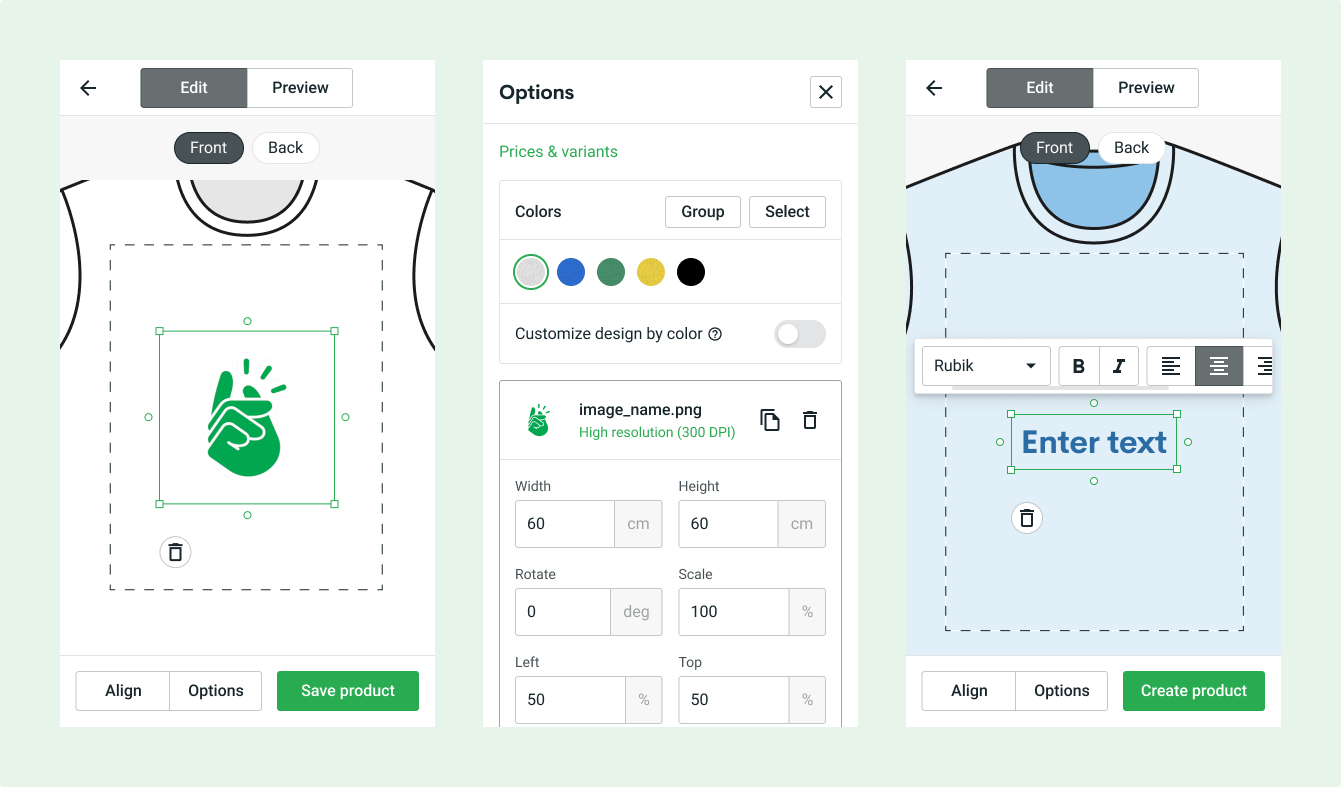 Edit Preview
Front Back
Align Options Save product
Options
Prices & variants
Colors Group Select
Customize design by color
image_name.png
High resolution (300 DPI)
Width Height
60 cm 60 cm
Rotate Scale
0 deg 100 %
Left Top
50 % 50 %
Edit Preview
Front Back
Rubik B I
Enter text
Align Options Create product